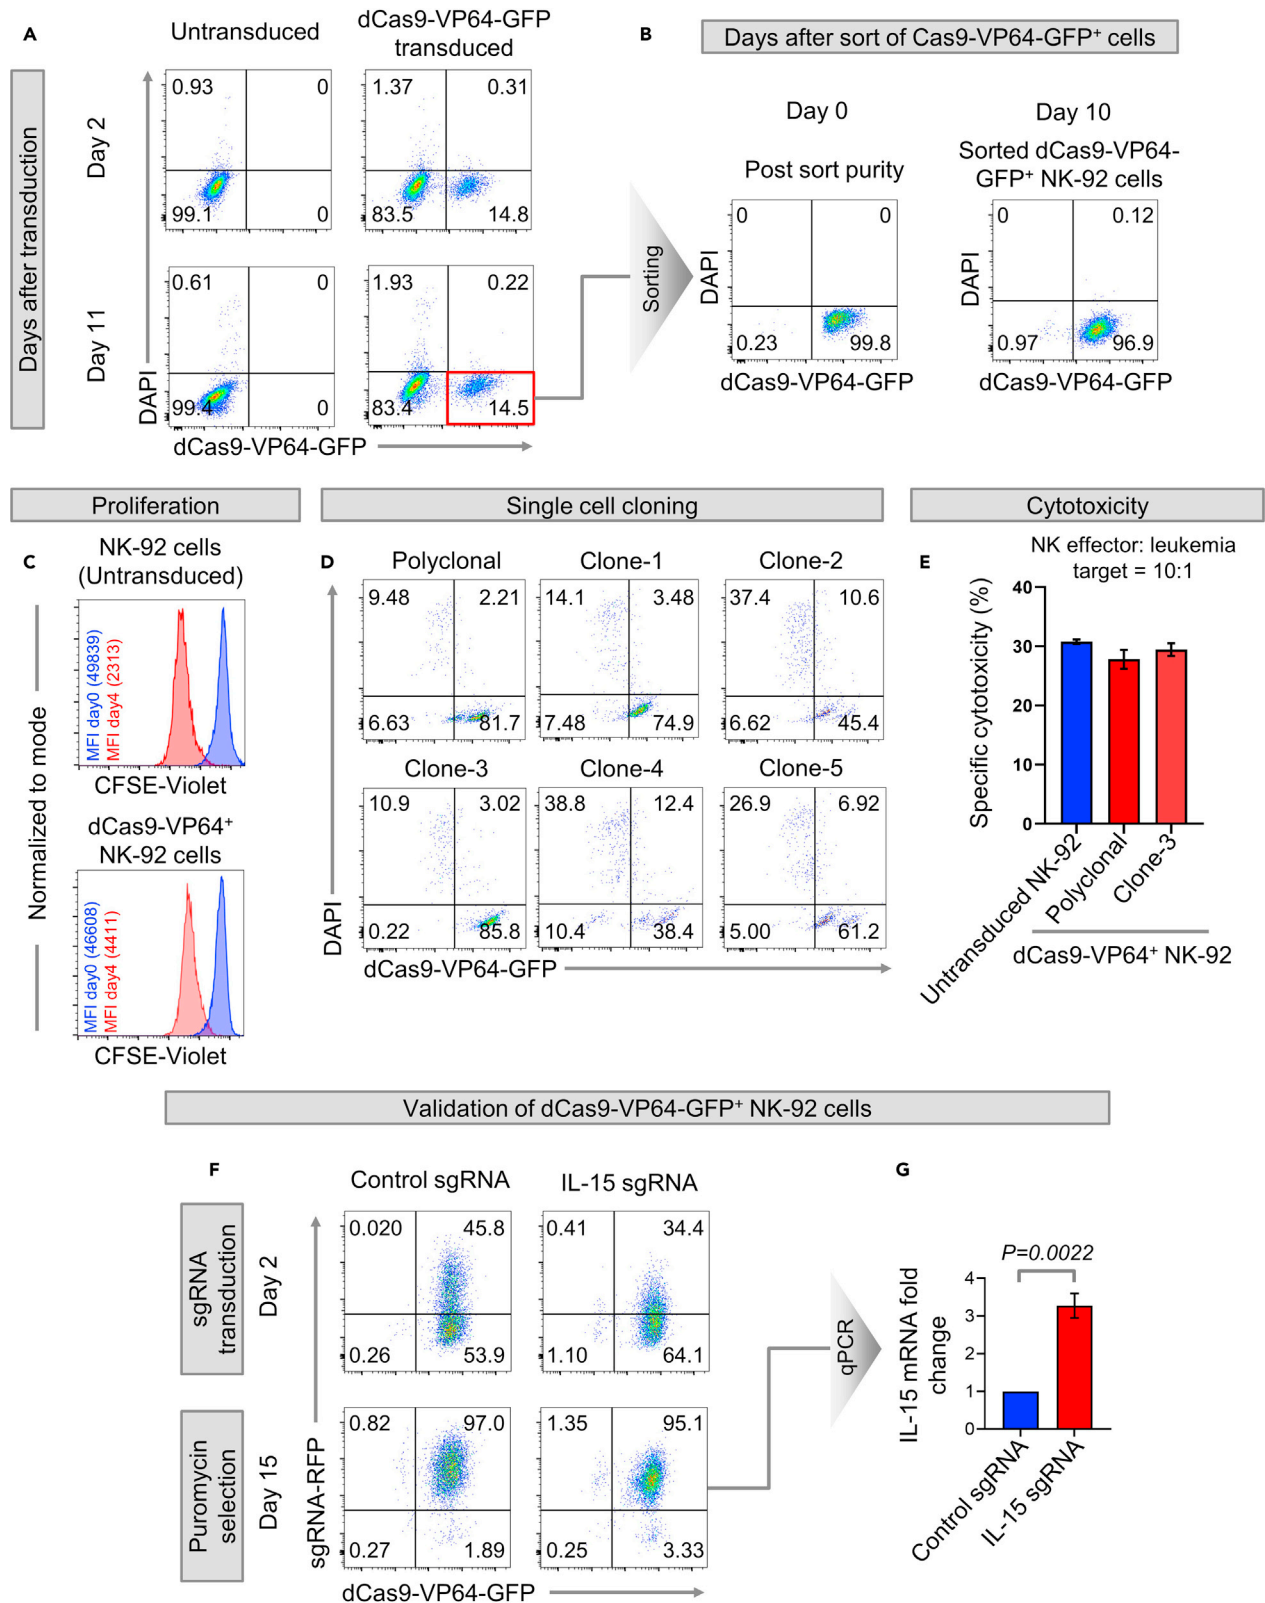 A
Untransduced
dCas9-VP64-GFP
transduced
Days after transduction
Day 2
0.93
0
99.1
0
1.37
0.31
83.5
14.8
Day 11
0.61
0
99.4
0
1.93
0.22
83.4
14.5
DAPI
dCas9-VP64-GFP
B
Days after sort of Cas9-VP64-GFP+ cells
Sorting
Day 0
Post sort purity
0
0
0.23
99.8
DAPI
dCas9-VP64-GFP
Day 10
Sorted dCas9-VP64-
GFP+ NK-92 cells
0
0.12
0.97
96.9
DAPI
dCas9-VP64-GFP
Proliferation
C
NK-92 cells
(Untransduced)
MFI day0 (49839)
MFI day4 (2313)
CFSE-Violet
dCas9-VP64+
NK-92 cells
MFI day0 (46608)
MFI day4 (4411)
CFSE-Violet
Normalized to mode
Single cell cloning
D
Polyclonal
9.48
2.21
6.63
81.7
Clone-1
14.1
3.48
7.48
74.9
Clone-2
37.4
10.6
6.62
45.4
Clone-3
10.9
3.02
0.22
85.8
Clone-4
38.8
12.4
10.4
38.4
Clone-5
26.9
6.92
5.00
61.2
DAPI
dCas9-VP64-GFP
Cytotoxicity
E
NK effector: leukemia
target = 10:1
Specific cytotoxicity (%)
40
30
20
10
0
Untransduced NK-92
Polyclonal
Clone-3
dCas9-VP64+ NK-92
Validation of dCas9-VP64-GFP+ NK-92 cells
F
Control sgRNA
IL-15 sgRNA
sgRNA
transduction
Day 2
0.020
45.8
0.26
53.9
0.41
34.4
1.10
64.1
Puromycin
selection
Day 15
0.82
97.0
0.27
1.89
1.35
95.1
0.25
3.33
sgRNA-RFP
dCas9-VP64-GFP
qPCR
G
P=0.0022
IL-15 mRNA fold
change
4
3
2
1
0
Control sgRNA
IL-15 sgRNA